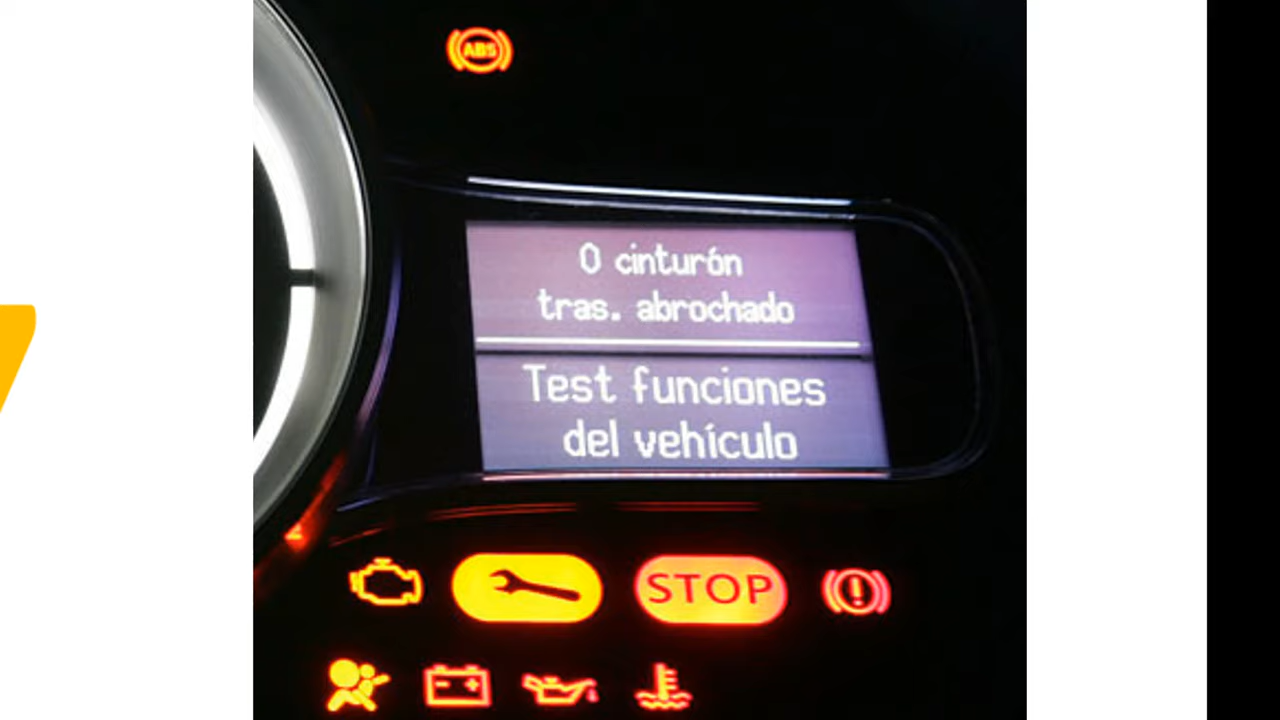 ABS
0 cinturón
tras. abrochado
Test funciones
del vehículo
STOP